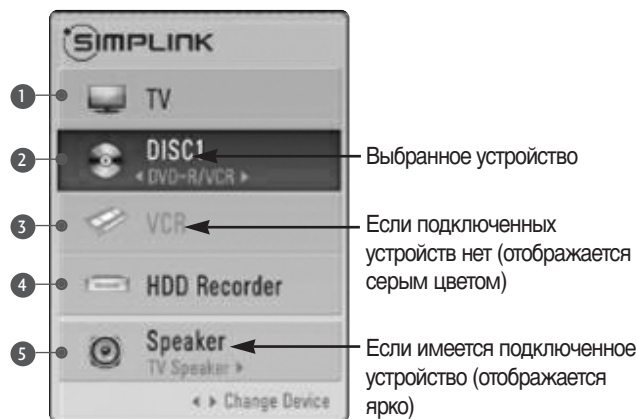 SIMPLINK
1 TV
2 DISC1
◄ DVD-R/VCR ►
Выбранное устройство
3 VCR
Если подключенных
устройств нет (отображается
серым цветом)
4 HDD Recorder
5 Speaker
TV Speaker ►
Если имеется подключенное
устройство (отображается
ярко)
◄ ► Change Device